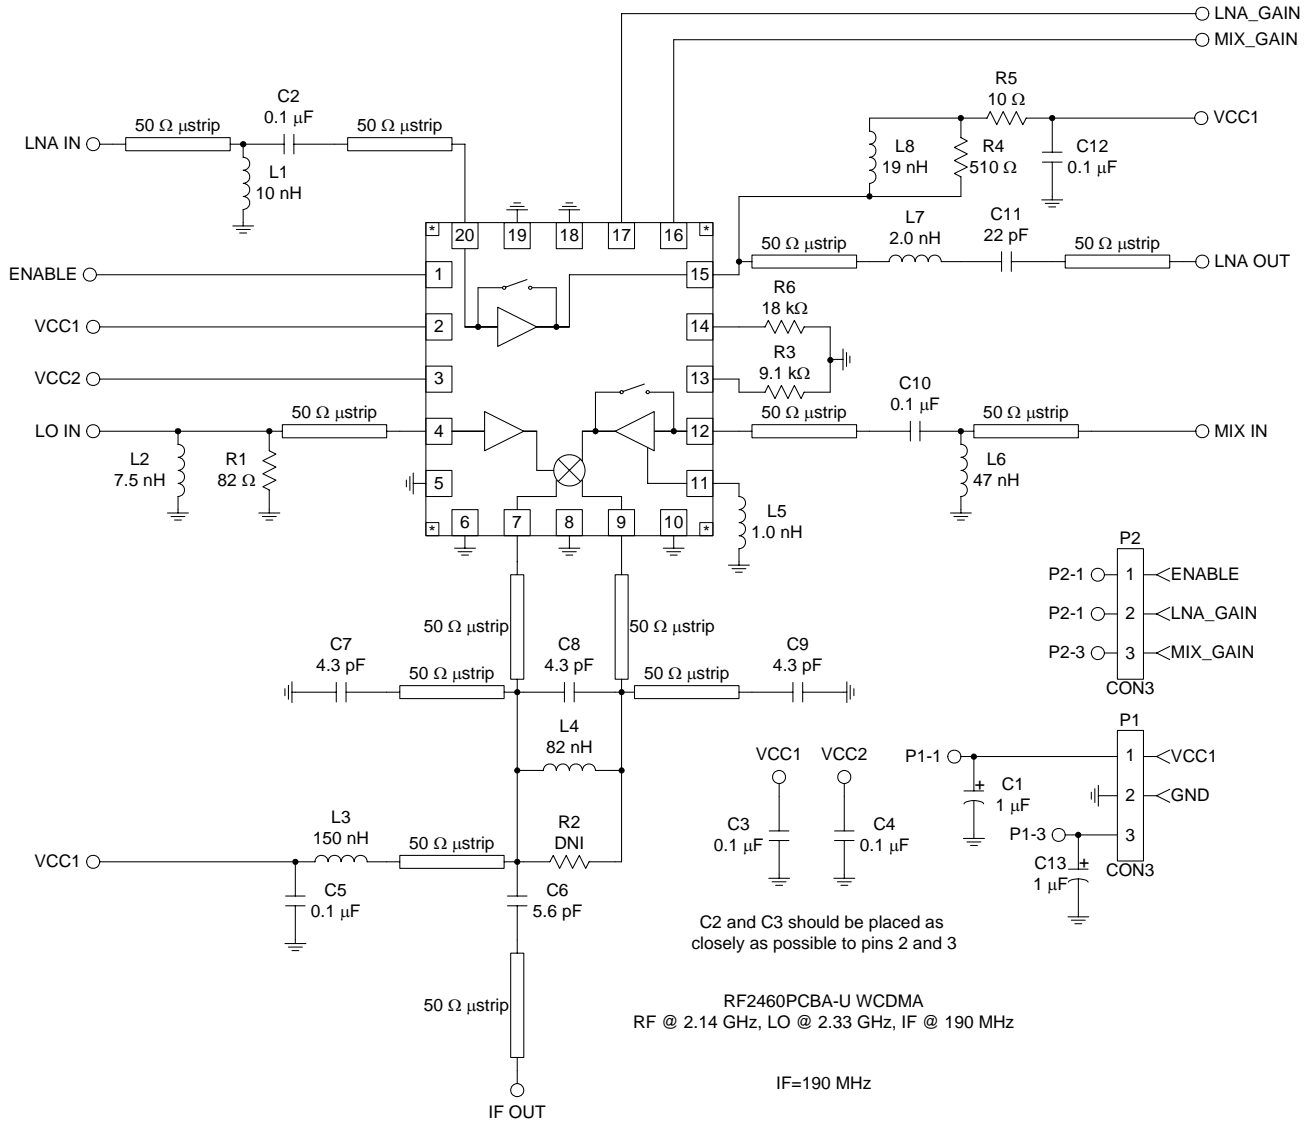 LNA_GAIN
MIX_GAIN
R5
10 Ω
VCC1
C2
0.1 µF
50 Ω µstrip
50 Ω µstrip
LNA IN
L1
10 nH
L8
19 nH
R4
510 Ω
C12
0.1 µF
* 20 19 18 17 16 *
L7
2.0 nH
C11
22 pF
50 Ω µstrip
50 Ω µstrip
LNA OUT
ENABLE
1
15
R6
18 kΩ
VCC1
2
14
R3
9.1 kΩ
VCC2
3
13
C10
0.1 µF
50 Ω µstrip
50 Ω µstrip
50 Ω µstrip
LO IN
4
12
MIX IN
L2
7.5 nH
R1
82 Ω
5
11
L6
47 nH
L5
1.0 nH
* 6 7 8 9 10 *
P2
P2-1
1
ENABLE
P2-1
2
LNA_GAIN
P2-3
3
MIX_GAIN
CON3
50 Ω µstrip
50 Ω µstrip
C7
4.3 pF
C8
4.3 pF
C9
4.3 pF
50 Ω µstrip
50 Ω µstrip
L4
82 nH
P1
VCC1
VCC2
P1-1
1
VCC1
+
C1
1 µF
2
GND
P1-3
3
CON3
+
C13
1 µF
C3
0.1 µF
C4
0.1 µF
L3
150 nH
50 Ω µstrip
R2
DNI
VCC1
C5
0.1 µF
C6
5.6 pF
C2 and C3 should be placed as
closely as possible to pins 2 and 3
50 Ω µstrip
RF2460PCBA-U WCDMA
RF @ 2.14 GHz, LO @ 2.33 GHz, IF @ 190 MHz
IF=190 MHz
IF OUT